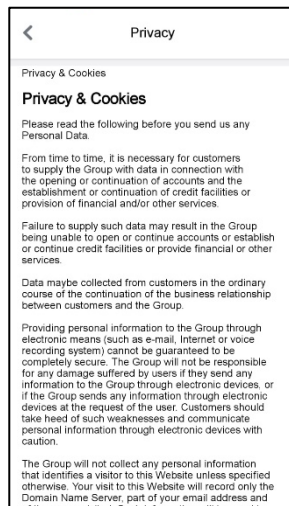 Privacy
Privacy & Cookies
Privacy & Cookies
Please read the following before you send us any
Personal Data.
From time to time, it is necessary for customers
to supply the Group with data in connection with
the opening or continuation of accounts and the
establishment or continuation of credit facilities or
provision of financial and/or other services.
Failure to supply such data may result in the Group
being unable to open or continue accounts or establish
or continue credit facilities or provide financial or other
services.
Data maybe collected from customers in the ordinary
course of the continuation of the business relationship
between customers and the Group.
Providing personal information to the Group through
electronic means (such as e-mail, Internet or voice
recording system) cannot be guaranteed to be
completely secure. The Group will not be responsible
for any damage suffered by users if they send any
information to the Group through electronic devices, or
if the Group sends any information through electronic
devices at the request of the user. Customers should
take heed of such weaknesses and communicate
personal information through electronic devices with
caution.
The Group will not collect any personal information
that identifies a visitor to this Website unless specified
otherwise. Your visit to this Website will record only the
Domain Name Server, part of your email address and